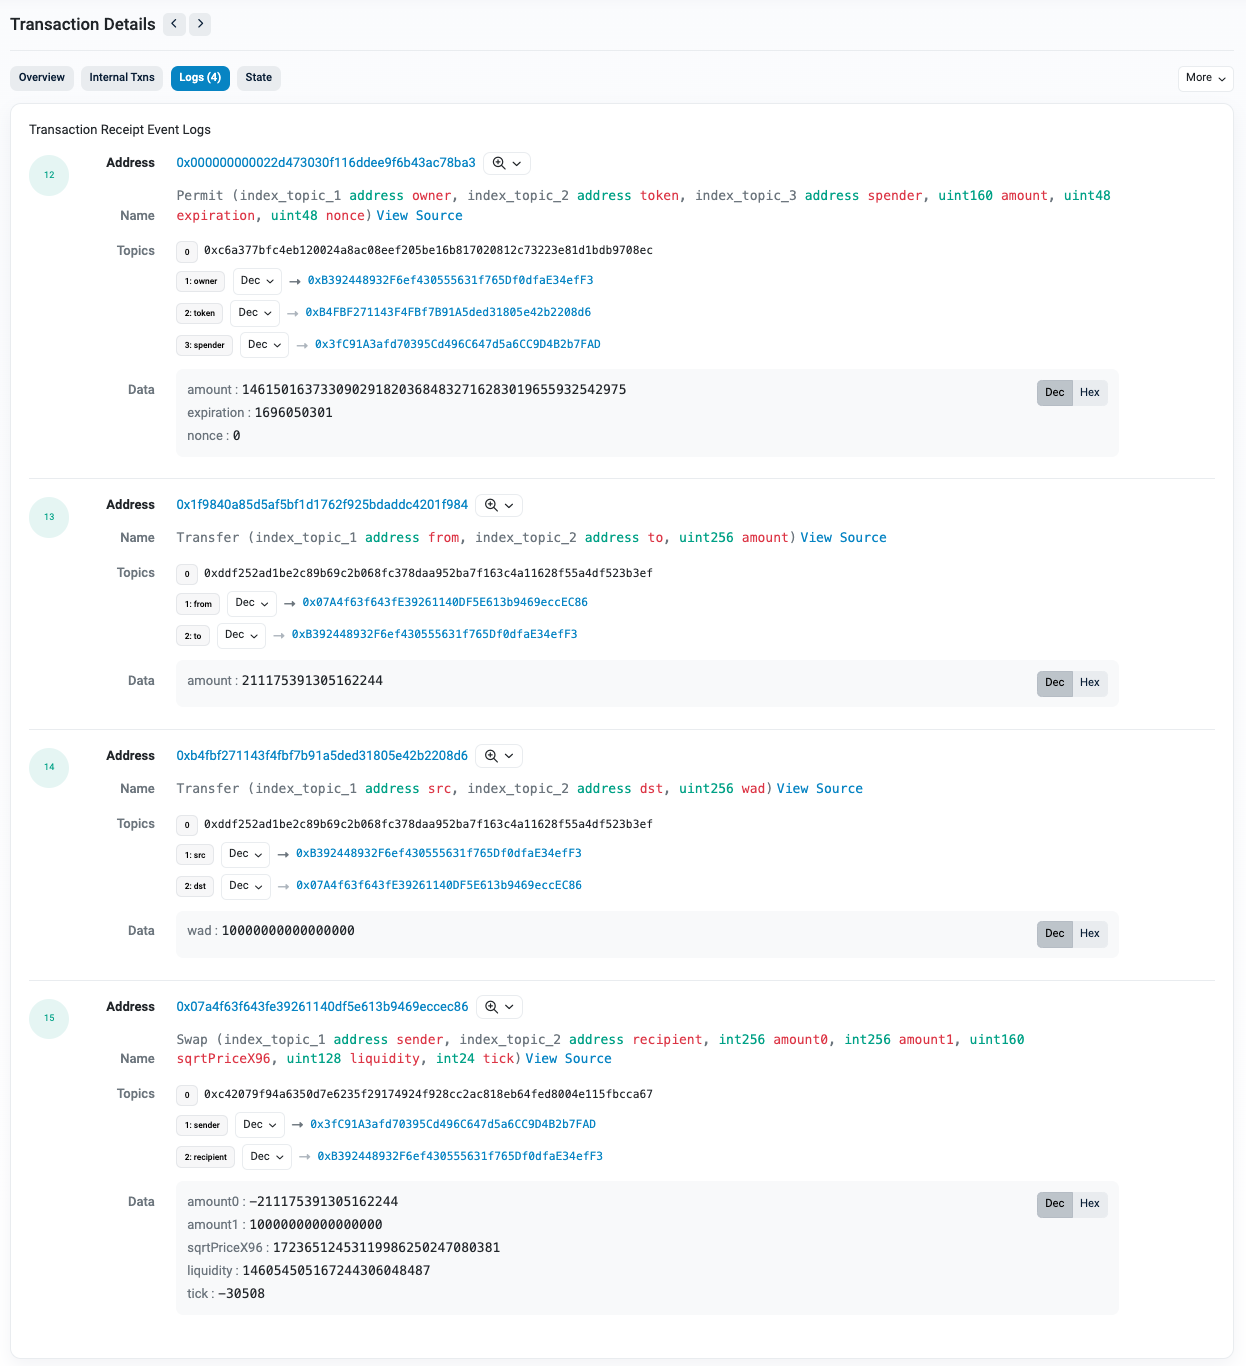 Transaction Details
Overview Internal Txns Logs (4) State More
Transaction Receipt Event Logs
12 Address 0x000000000022d473030f116ddee9f6b43ac78ba3
Permit (index_topic_1 address owner, index_topic_2 address token, index_topic_3 address spender, uint160 amount, uint48
Name expiration, uint48 nonce) View Source
Topics 0 0xc6a377bfc4eb120024a8ac08eef205be16b817020812c73223e81d1bdb9708ec
1: owner Dec → 0xB392448932F6ef430555631f765Df0dfaE34efF3
2: token Dec → 0xB4FBF271143F4FBf7B91A5ded31805e42b2208d6
3: spender Dec → 0x3fC91A3afd70395Cd496C647d5a6CC9D4B2b7FAD
Data amount : 1461501637330902918203684832716283019655932542975 Dec Hex
expiration : 1696050301
nonce : 0
13 Address 0x1f9840a85d5af5bf1d1762f925bdaddc4201f984
Name Transfer (index_topic_1 address from, index_topic_2 address to, uint256 amount) View Source
Topics 0 0xddf252ad1be2c89b69c2b068fc378daa952ba7f163c4a11628f55a4df523b3ef
1: from Dec → 0x07A4f63f643fE39261140DF5E613b9469eccEC86
2: to Dec → 0xB392448932F6ef430555631f765Df0dfaE34efF3
Data amount : 211175391305162244 Dec Hex
14 Address 0xb4fbf271143f4fbf7b91a5ded31805e42b2208d6
Name Transfer (index_topic_1 address src, index_topic_2 address dst, uint256 wad) View Source
Topics 0 0xddf252ad1be2c89b69c2b068fc378daa952ba7f163c4a11628f55a4df523b3ef
1: src Dec → 0xB392448932F6ef430555631f765Df0dfaE34efF3
2: dst Dec → 0x07A4f63f643fE39261140DF5E613b9469eccEC86
Data wad : 10000000000000000 Dec Hex
15 Address 0x07a4f63f643fe39261140df5e613b9469eccec86
Swap (index_topic_1 address sender, index_topic_2 address recipient, int256 amount0, int256 amount1, uint160
Name sqrtPriceX96, uint128 liquidity, int24 tick) View Source
Topics 0 0xc42079f94a6350d7e6235f29174924f928cc2ac818eb64fed8004e115fbcca67
1: sender Dec → 0x3fC91A3afd70395Cd496C647d5a6CC9D4B2b7FAD
2: recipient Dec → 0xB392448932F6ef430555631f765Df0dfaE34efF3
Data amount0 : -211175391305162244 Dec Hex
amount1 : 10000000000000000
sqrtPriceX96 : 17236512453119986250247080381
liquidity : 146054505167244306048487
tick : -30508